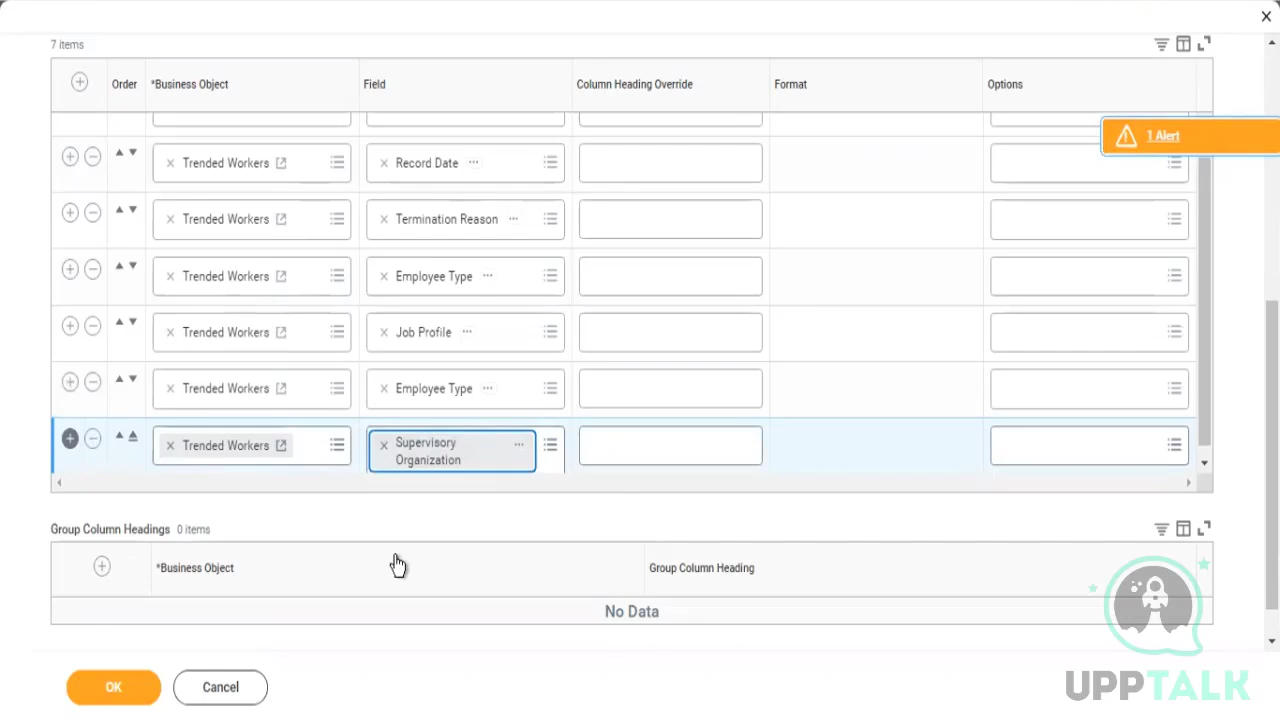 7 items
Order *Business Object Field Column Heading Override Format Options
1 Alert
Trended Workers Record Date
Trended Workers Termination Reason
Trended Workers Employee Type
Trended Workers Job Profile
Trended Workers Employee Type
Trended Workers Supervisory
Organization
Group Column Headings 0 items
*Business Object Group Column Heading
No Data
OK Cancel
UPPTALK